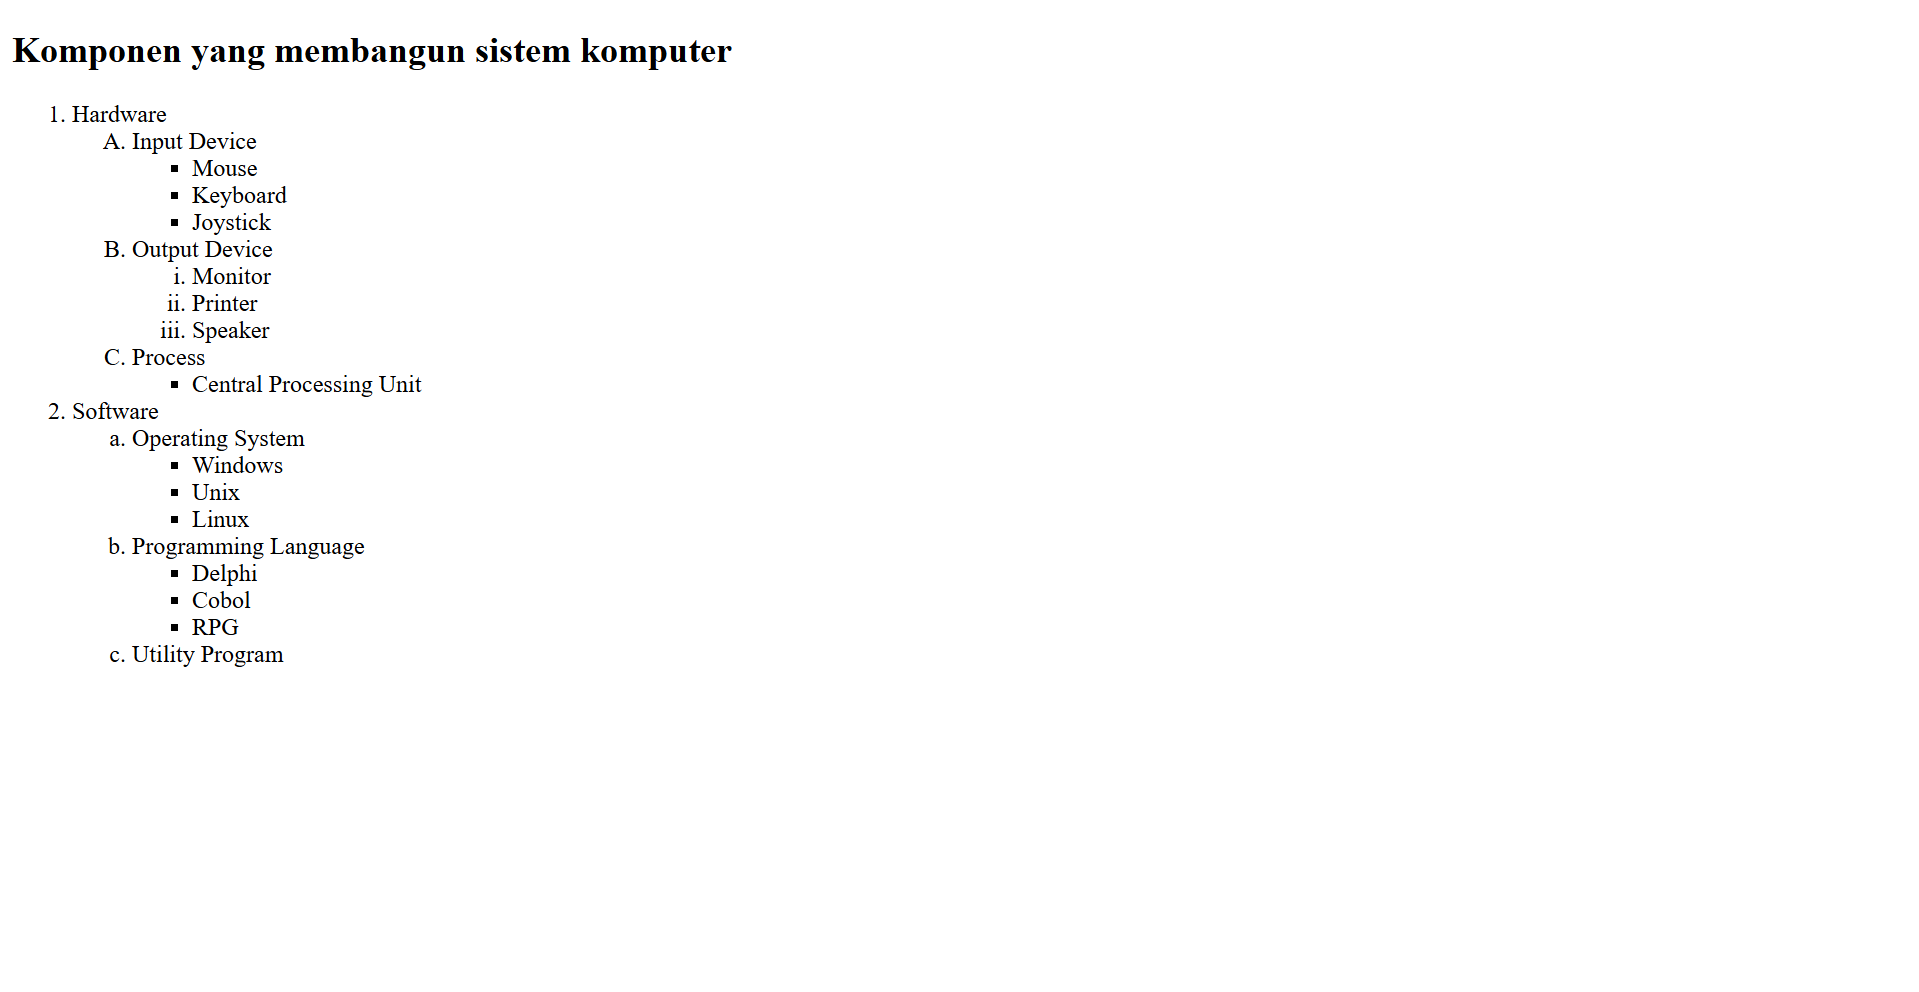 Komponen yang membangun sistem komputer
1. Hardware
A. Input Device
▪ Mouse
▪ Keyboard
▪ Joystick
B. Output Device
i. Monitor
ii. Printer
iii. Speaker
C. Process
▪ Central Processing Unit
2. Software
a. Operating System
▪ Windows
▪ Unix
▪ Linux
b. Programming Language
▪ Delphi
▪ Cobol
▪ RPG
c. Utility Program